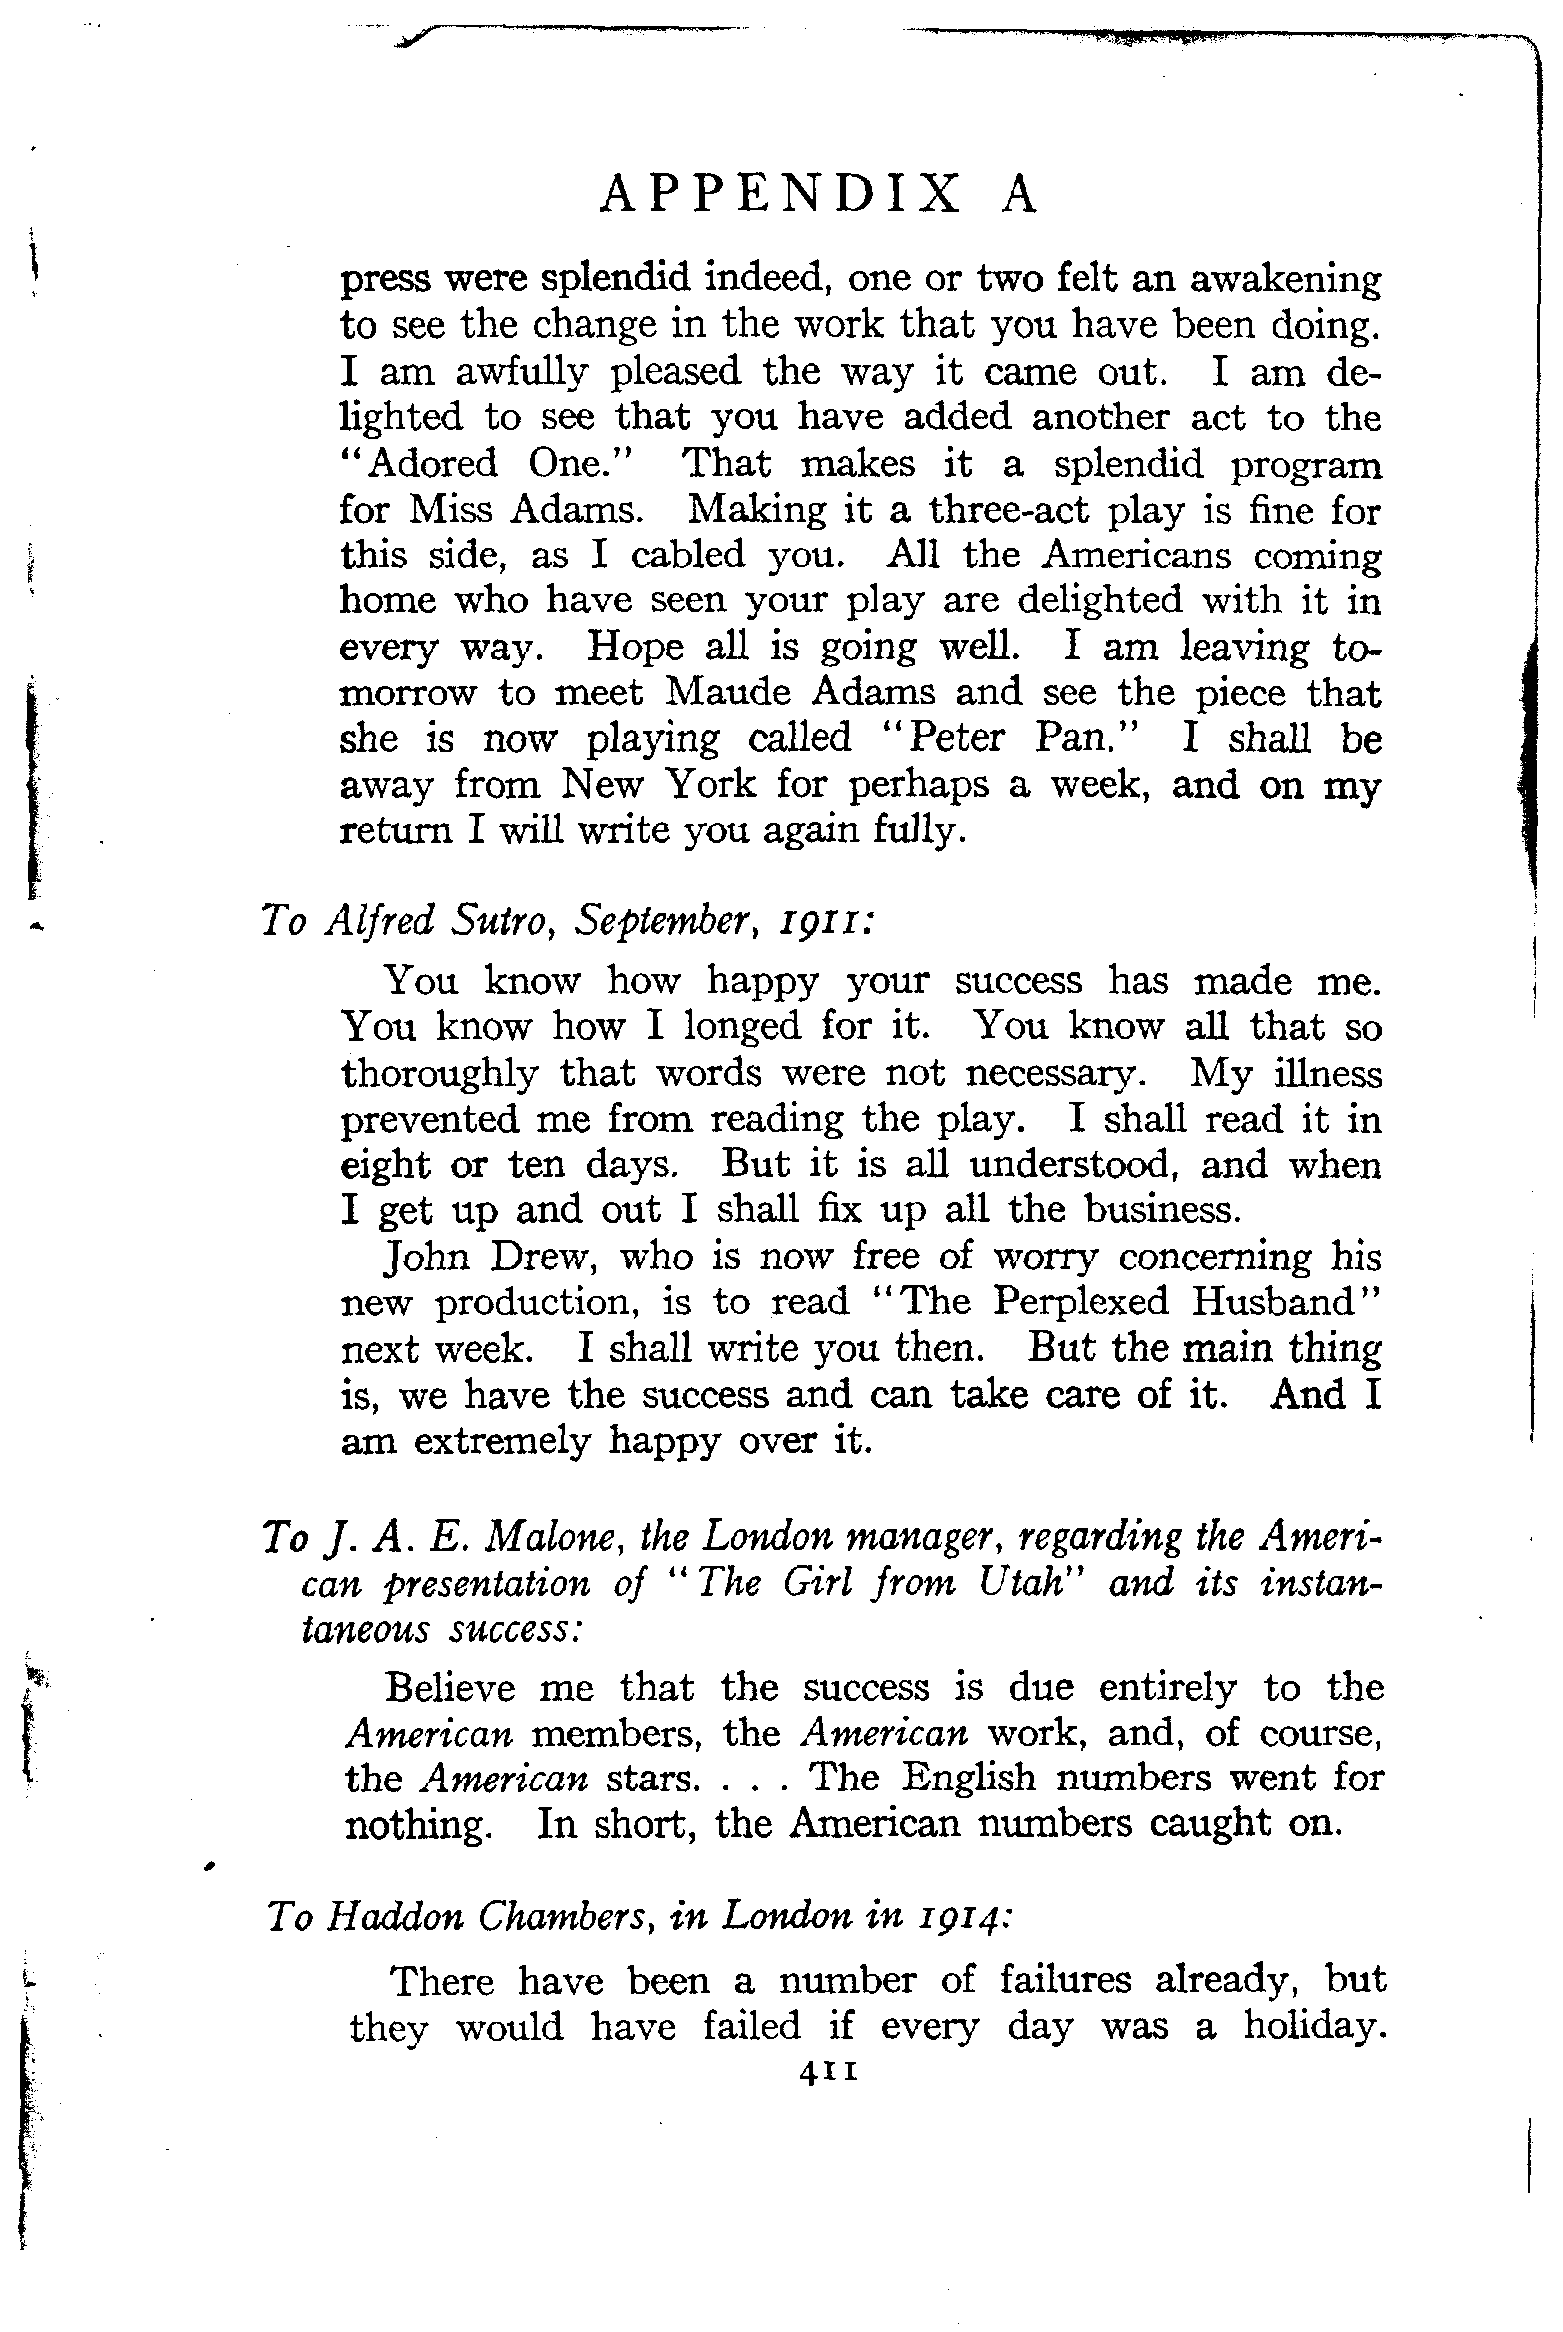 APPENDIX A
press were splendid indeed, one or two felt an awakening
to see the change in the work that you have been doing.
I am awfully pleased the way it came out. I am de-
lighted to see that you have added another act to the
“Adored One.” That makes it a splendid program
for Miss Adams. Making it a three-act play is fine for
this side, as I cabled you. All the Americans coming
home who have seen your play are delighted with it in
every way. Hope all is going well. I am leaving to-
morrow to meet Maude Adams and see the piece that
she is now playing called “Peter Pan.” I shall be
away from New York for perhaps a week, and on my
return I will write you again fully.
To Alfred Sutro, September, 1911:
You know how happy your success has made me.
You know how I longed for it. You know all that so
thoroughly that words were not necessary. My illness
prevented me from reading the play. I shall read it in
eight or ten days. But it is all understood, and when
I get up and out I shall fix up all the business.
John Drew, who is now free of worry concerning his
new production, is to read “The Perplexed Husband”
next week. I shall write you then. But the main thing
is, we have the success and can take care of it. And I
am extremely happy over it.
To J. A. E. Malone, the London manager, regarding the Ameri-
can presentation of “The Girl from Utah” and its instan-
taneous success:
Believe me that the success is due entirely to the
American members, the American work, and, of course,
the American stars. . . . The English numbers went for
nothing. In short, the American numbers caught on.
To Haddon Chambers, in London in 1914:
There have been a number of failures already, but
they would have failed if every day was a holiday.
411